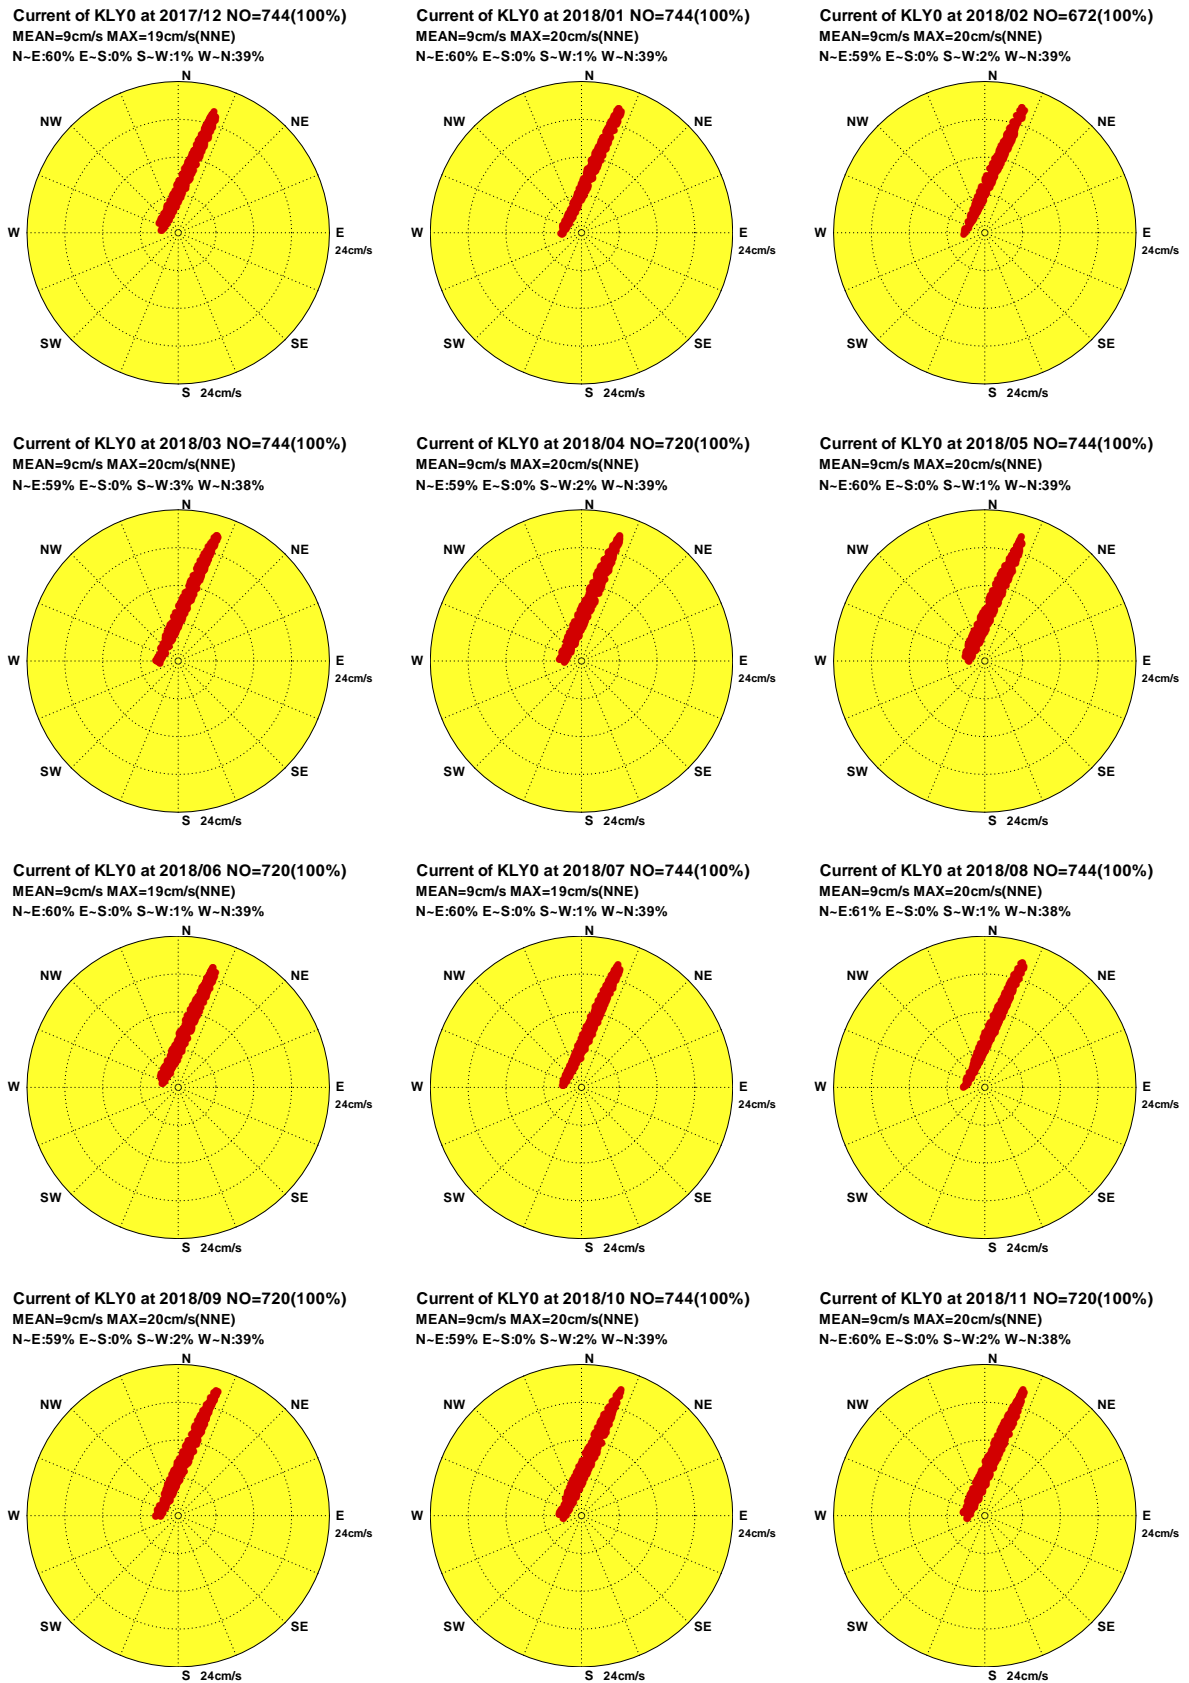 Current of KLY0 at 2017/12 NO=744(100%)
MEAN=9cm/s MAX=19cm/s(NNE)
N~E:60% E~S:0% S~W:1% W~N:39%
N
NW
NE
W
E
24cm/s
SW
SE
S 24cm/s
Current of KLY0 at 2018/01 NO=744(100%)
MEAN=9cm/s MAX=20cm/s(NNE)
N~E:60% E~S:0% S~W:1% W~N:39%
N
NW
NE
W
E
24cm/s
SW
SE
S 24cm/s
Current of KLY0 at 2018/02 NO=672(100%)
MEAN=9cm/s MAX=20cm/s(NNE)
N~E:59% E~S:0% S~W:2% W~N:39%
N
NW
NE
W
E
24cm/s
SW
SE
S 24cm/s
Current of KLY0 at 2018/03 NO=744(100%)
MEAN=9cm/s MAX=20cm/s(NNE)
N~E:59% E~S:0% S~W:3% W~N:38%
N
NW
NE
W
E
24cm/s
SW
SE
S 24cm/s
Current of KLY0 at 2018/04 NO=720(100%)
MEAN=9cm/s MAX=20cm/s(NNE)
N~E:59% E~S:0% S~W:2% W~N:39%
N
NW
NE
W
E
24cm/s
SW
SE
S 24cm/s
Current of KLY0 at 2018/05 NO=744(100%)
MEAN=9cm/s MAX=20cm/s(NNE)
N~E:60% E~S:0% S~W:1% W~N:39%
N
NW
NE
W
E
24cm/s
SW
SE
S 24cm/s
Current of KLY0 at 2018/06 NO=720(100%)
MEAN=9cm/s MAX=19cm/s(NNE)
N~E:60% E~S:0% S~W:1% W~N:39%
N
NW
NE
W
E
24cm/s
SW
SE
S 24cm/s
Current of KLY0 at 2018/07 NO=744(100%)
MEAN=9cm/s MAX=19cm/s(NNE)
N~E:60% E~S:0% S~W:1% W~N:39%
N
NW
NE
W
E
24cm/s
SW
SE
S 24cm/s
Current of KLY0 at 2018/08 NO=744(100%)
MEAN=9cm/s MAX=20cm/s(NNE)
N~E:61% E~S:0% S~W:1% W~N:38%
N
NW
NE
W
E
24cm/s
SW
SE
S 24cm/s
Current of KLY0 at 2018/09 NO=720(100%)
MEAN=9cm/s MAX=20cm/s(NNE)
N~E:59% E~S:0% S~W:2% W~N:39%
N
NW
NE
W
E
24cm/s
SW
SE
S 24cm/s
Current of KLY0 at 2018/10 NO=744(100%)
MEAN=9cm/s MAX=20cm/s(NNE)
N~E:59% E~S:0% S~W:2% W~N:39%
N
NW
NE
W
E
24cm/s
SW
SE
S 24cm/s
Current of KLY0 at 2018/11 NO=720(100%)
MEAN=9cm/s MAX=20cm/s(NNE)
N~E:60% E~S:0% S~W:2% W~N:38%
N
NW
NE
W
E
24cm/s
SW
SE
S 24cm/s